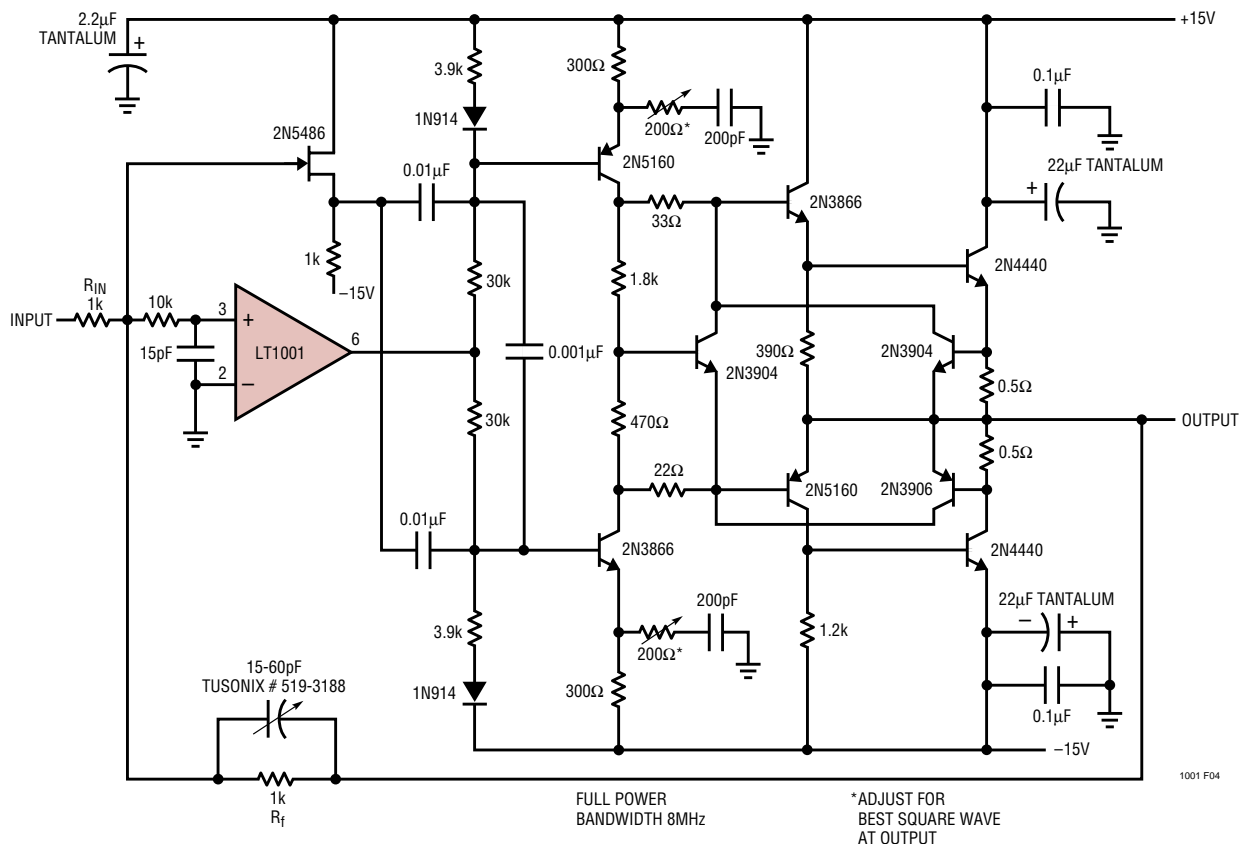 2.2µF
TANTALUM
+
+15V
3.9k
300Ω
0.1µF
1N914
200Ω*
200pF
2N5486
2N5160
22µF TANTALUM
+
0.01µF
2N3866
33Ω
2N4440
1k
–15V
30k
1.8k
RIN
1k
10k
INPUT
3
+
6
LT1001
15pF
2
–
0.001µF
2N3904
390Ω
2N3904
0.5Ω
30k
470Ω
OUTPUT
0.5Ω
22Ω
2N5160
2N3906
0.01µF
2N3866
2N4440
200pF
22µF TANTALUM
– +
3.9k
200Ω*
1.2k
15-60pF
TUSONIX # 519-3188
1N914
300Ω
0.1µF
–15V
1k
Rf
1001 F04
FULL POWER
BANDWIDTH 8MHz
*ADJUST FOR
BEST SQUARE WAVE
AT OUTPUT